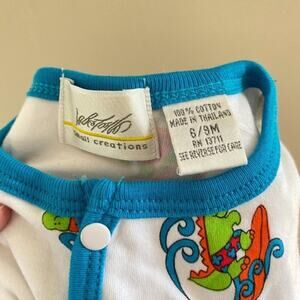 small creations
100% COTTON
MADE IN THAILAND
6/9M
RN 13711
SEE REVERSE FOR CARE